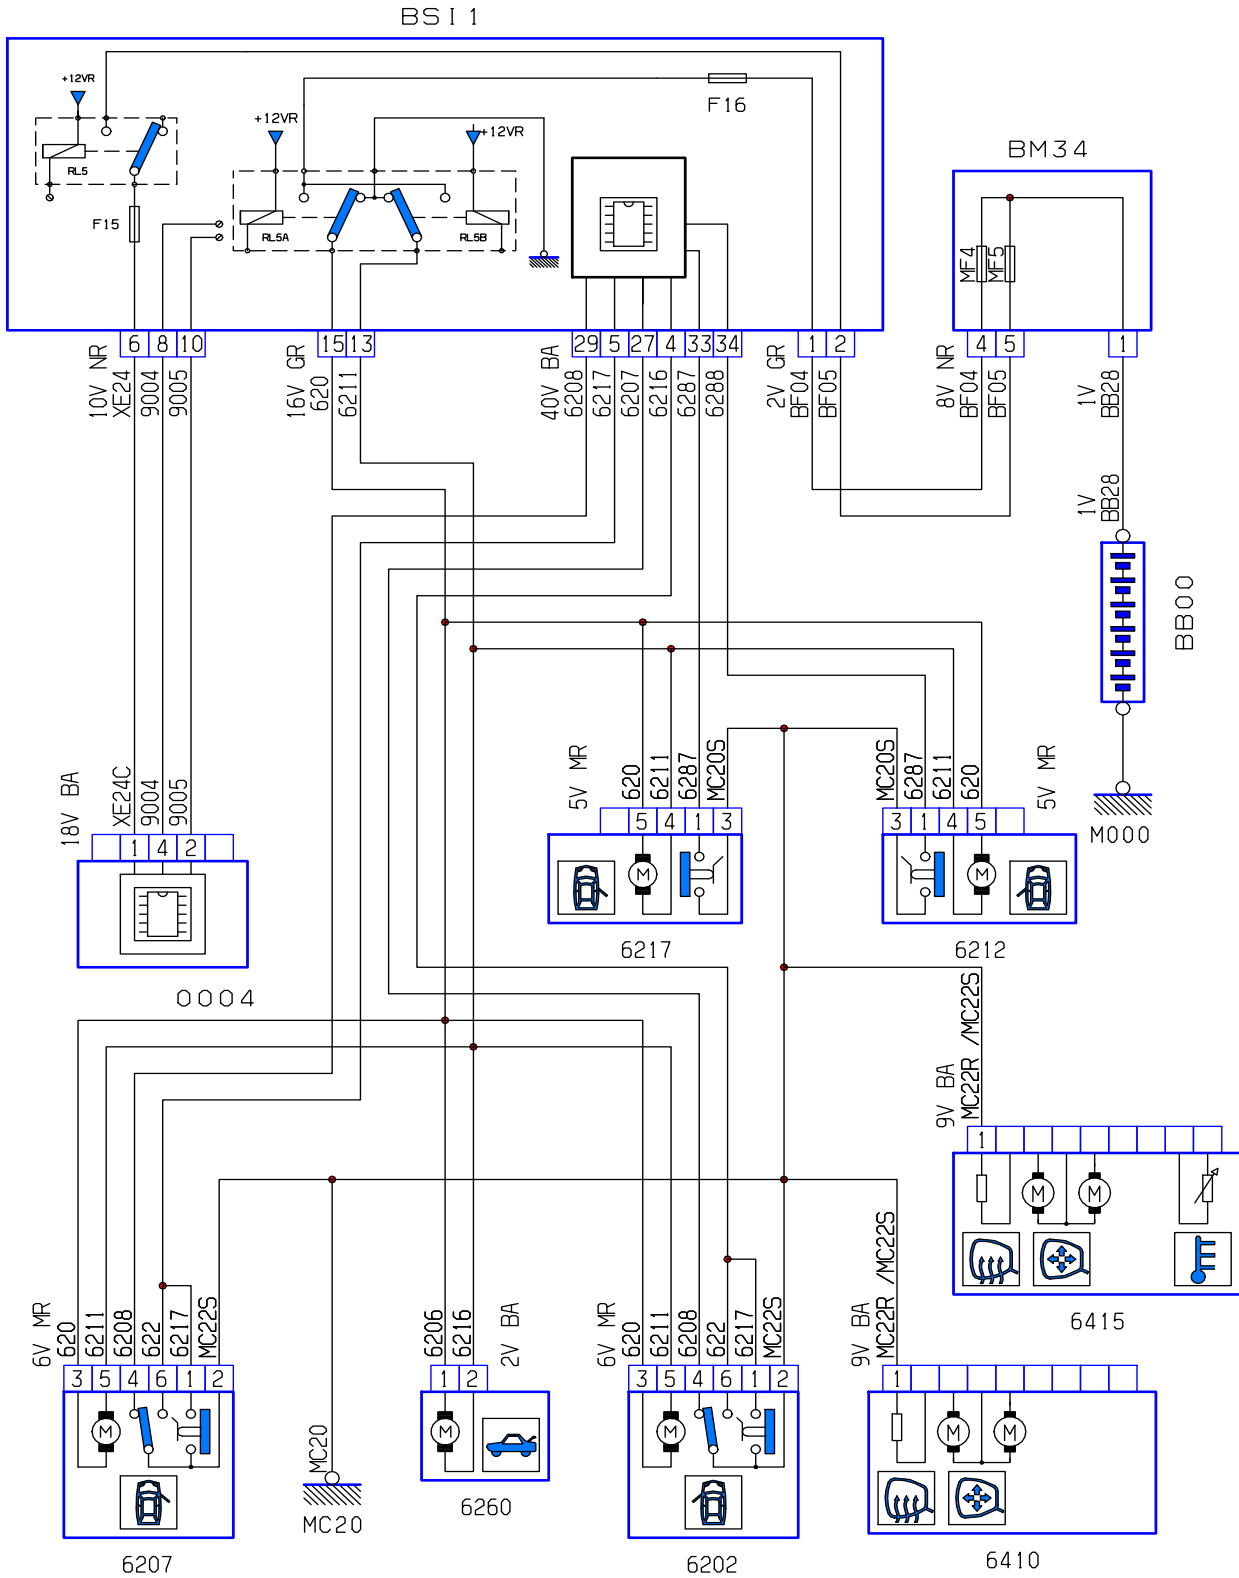 BSI1
+12VR
F16
+12VR
+12VR
BM34
RL5
F15
RL5A
RL5B
MF4
MF5
6 8 10
15 13
29 5 27 4 33 34
1 2
4 5
1
10V NR
XE24
9004
9005
16V GR
620
6211
40V BA
6208
6217
6207
6216
6287
6288
2V GR
BF04
BF05
8V NR
BF04
BF05
1V
BB28
1V
BB28
BB00
M000
18V BA
XE24C
9004
9005
1 4 2
0004
5V MR
620
6211
6287
MC20S
5 4 1 3
M
6217
MC20S
6287
6211
620
5V MR
3 1 4 5
M
6212
9V BA
MC22R /MC22S
1
M M
6415
6V MR
620
6211
6208
622
6217
MC22S
3 5 4 6 1 2
M
6207
MC20
MC20
6206
6216
2V BA
1 2
M
6260
6V MR
620
6211
6208
622
6217
MC22S
3 5 4 6 1 2
M
6202
9V BA
MC22R /MC22S
1
M M
6410